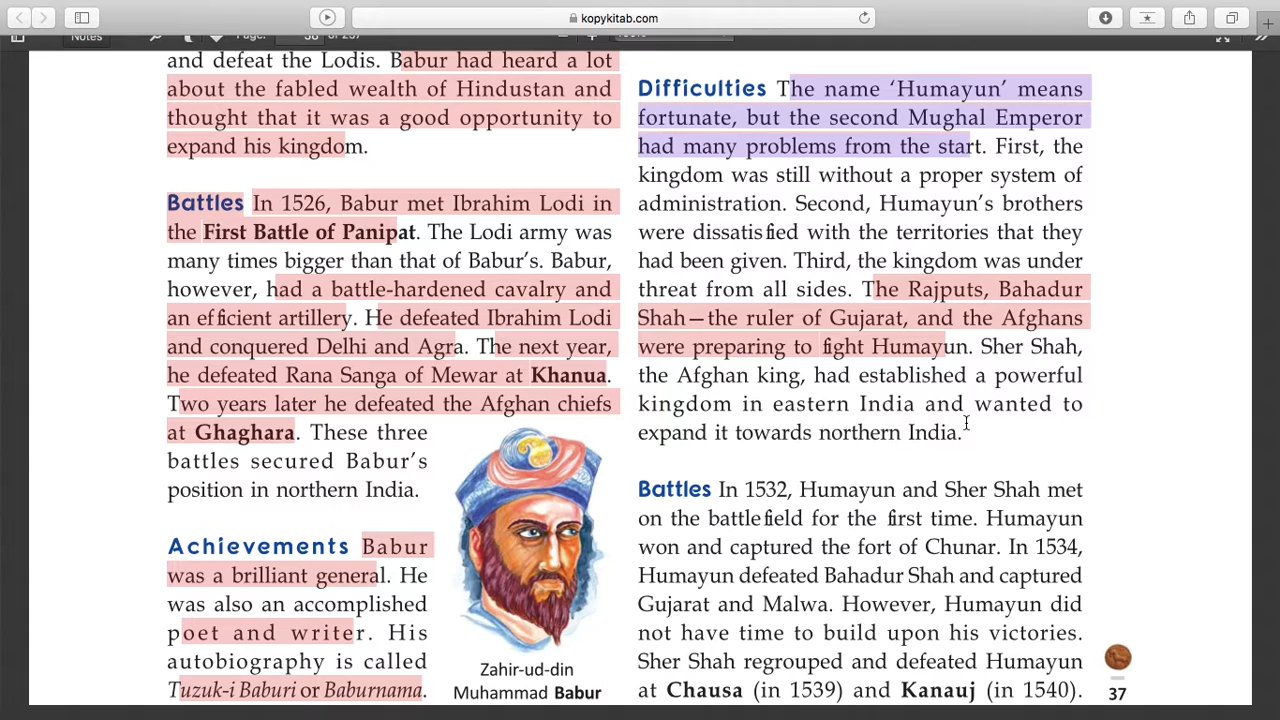 kopykitab.com
Notes
Page:
and defeat the Lodis. Babur had heard a lot
about the fabled wealth of Hindustan and
thought that it was a good opportunity to
expand his kingdom.
Battles In 1526, Babur met Ibrahim Lodi in
the First Battle of Panipat. The Lodi army was
many times bigger than that of Babur's. Babur,
however, had a battle-hardened cavalry and
an efficient artillery. He defeated Ibrahim Lodi
and conquered Delhi and Agra. The next year,
he defeated Rana Sanga of Mewar at Khanua.
Two years later he defeated the Afghan chiefs
at Ghaghara. These three
battles secured Babur's
position in northern India.
Achievements Babur
was a brilliant general. He
was also an accomplished
poet and writer. His
autobiography is called
Tuzuk-i Baburi or Baburnama.
Zahir-ud-din
Muhammad Babur
Difficulties The name ‘Humayun’ means
fortunate, but the second Mughal Emperor
had many problems from the start. First, the
kingdom was still without a proper system of
administration. Second, Humayun's brothers
were dissatisfied with the territories that they
had been given. Third, the kingdom was under
threat from all sides. The Rajputs, Bahadur
Shah—the ruler of Gujarat, and the Afghans
were preparing to fight Humayun. Sher Shah,
the Afghan king, had established a powerful
kingdom in eastern India and wanted to
expand it towards northern India.
Battles In 1532, Humayun and Sher Shah met
on the battlefield for the first time. Humayun
won and captured the fort of Chunar. In 1534,
Humayun defeated Bahadur Shah and captured
Gujarat and Malwa. However, Humayun did
not have time to build upon his victories.
Sher Shah regrouped and defeated Humayun
at Chausa (in 1539) and Kanauj (in 1540).
37